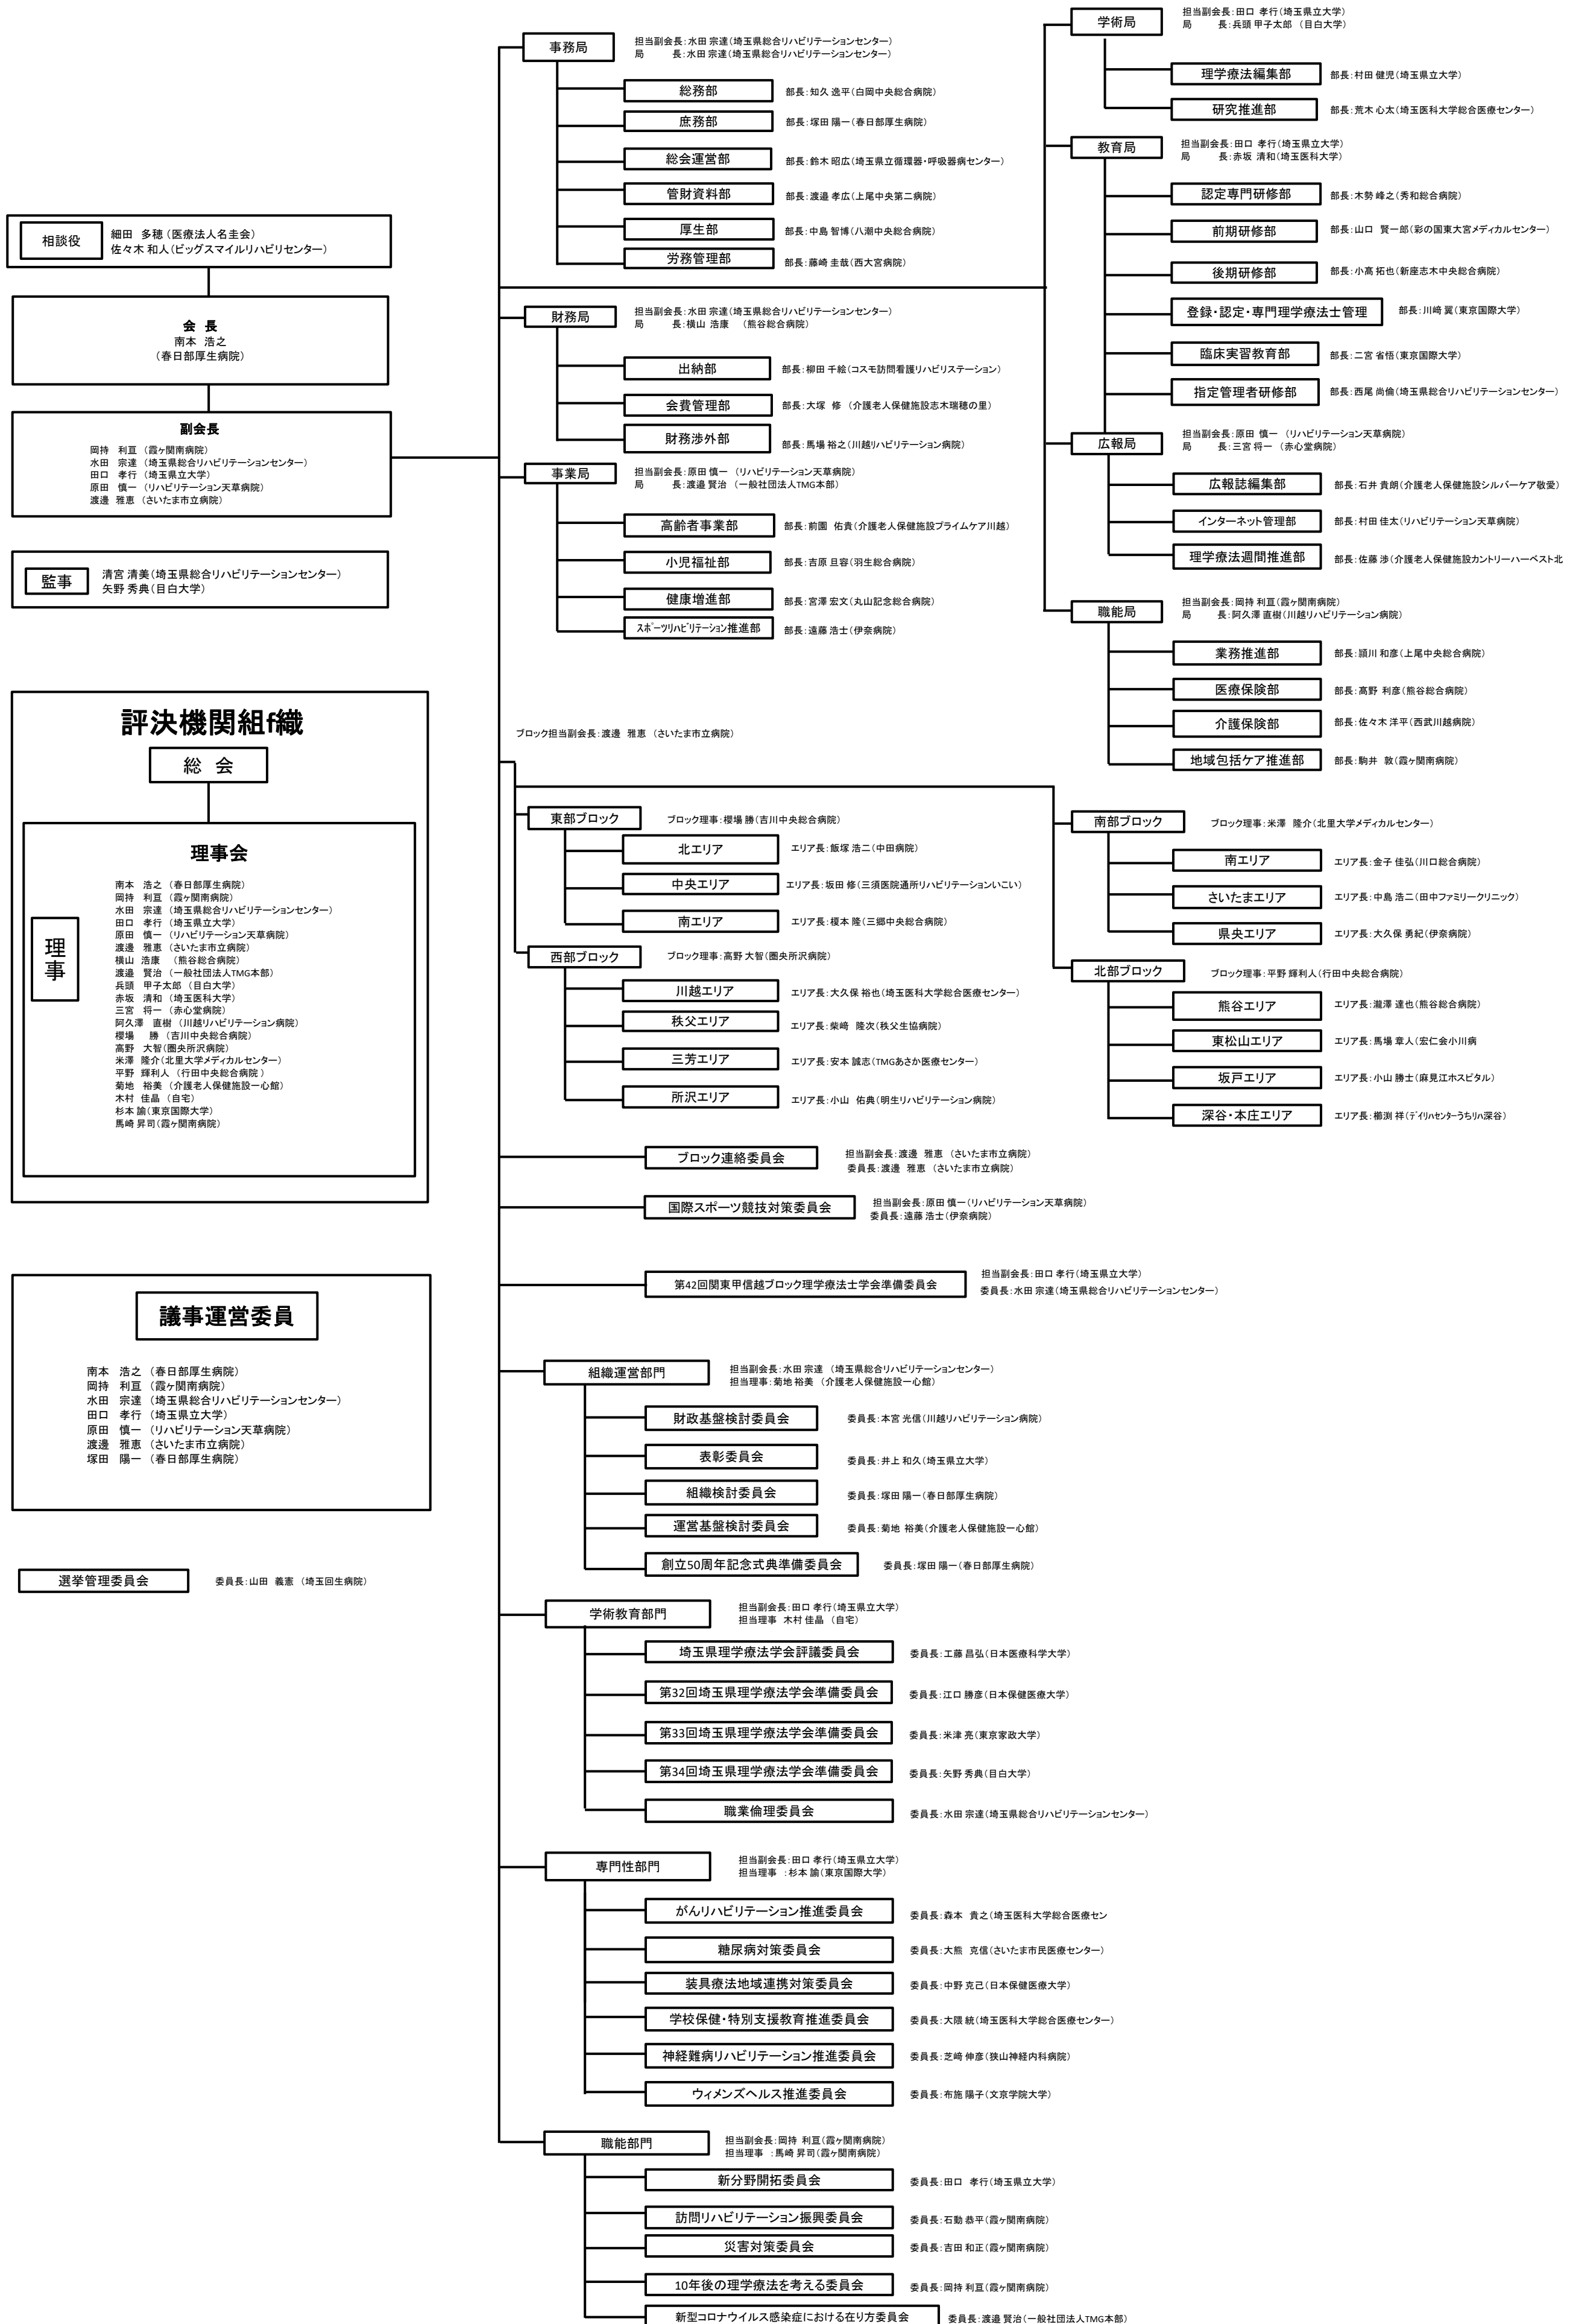 相談役
細田　多穂（医療法人名圭会）
佐々木 和人（ビッグスマイルリハビリセンター）
会　長
南本　浩之
（春日部厚生病院）
副会長
岡持　利亘 （霞ヶ関南病院）
水田　宗達 （埼玉県総合リハビリテーションセンター）
田口　孝行 （埼玉県立大学）
原田　慎一 （リハビリテーション天草病院）
渡邊　雅恵 （さいたま市立病院）
監事
清宮 清美（埼玉県総合リハビリテーションセンター）
矢野 秀典（目白大学）
評決機関組f織
総　会
理事会
理事
南本　浩之 （春日部厚生病院）
岡持　利亘 （霞ヶ関南病院）
水田　宗達 （埼玉県総合リハビリテーションセンター）
田口　孝行 （埼玉県立大学）
原田　慎一 （リハビリテーション天草病院）
渡邊　雅恵 （さいたま市立病院）
横山　浩康　（熊谷総合病院）
渡邉　賢治 （一般社団法人TMG本部）
兵頭　甲子太郎 （目白大学）
赤坂　清和 （埼玉医科大学）
三宮　将一 （赤心堂病院）
阿久澤　直樹 （川越リハビリテーション病院）
櫻場　勝 （吉川中央総合病院）
高野　大智（圏央所沢病院）
米澤　隆介（北里大学メディカルセンター）
平野　輝利人 （行田中央総合病院 ）
菊地　裕美 （介護老人保健施設一心館）
木村　佳晶 （自宅）
杉本 諭（東京国際大学）
馬崎 昇司（霞ヶ関南病院）
議事運営委員
南本　浩之 （春日部厚生病院）
岡持　利亘 （霞ヶ関南病院）
水田　宗達 （埼玉県総合リハビリテーションセンター）
田口　孝行 （埼玉県立大学）
原田　慎一 （リハビリテーション天草病院）
渡邊　雅恵 （さいたま市立病院）
塚田　陽一 （春日部厚生病院）
選挙管理委員会
委員長：山田　義憲 （埼玉回生病院）
事務局
担当副会長：水田 宗達（埼玉県総合リハビリテーションセンター）
局　　　長：水田 宗達（埼玉県総合リハビリテーションセンター）
総務部
部長：知久 逸平（白岡中央総合病院）
庶務部
部長：塚田 陽一（春日部厚生病院）
総会運営部
部長：鈴木 昭広（埼玉県立循環器・呼吸器病センター）
管財資料部
部長：渡邉 孝広（上尾中央第二病院）
厚生部
部長：中島 智博（八潮中央総合病院）
労務管理部
部長：藤崎 圭哉（西大宮病院）
財務局
担当副会長：水田 宗達（埼玉県総合リハビリテーションセンター）
局　　　長：横山 浩康　（熊谷総合病院）
出納部
部長：柳田 千絵（コスモ訪問看護リハビリステーション）
会費管理部
部長：大塚　修 （介護老人保健施設志木瑞穂の里）
財務渉外部
部長：馬場 裕之（川越リハビリテーション病院）
事業局
担当副会長：原田 慎一 （リハビリテーション天草病院）
局　　　長：渡邉 賢治 （一般社団法人TMG本部）
高齢者事業部
部長：前園　佑貴（介護老人保健施設プライムケア川越）
小児福祉部
部長：吉原 旦容（羽生総合病院）
健康増進部
部長：宮澤 宏文（丸山記念総合病院）
ｽﾎﾟｰﾂﾘﾊﾋﾞﾘﾃｰｼｮﾝ推進部
部長：遠藤 浩士（伊奈病院）
学術局
担当副会長：田口 孝行（埼玉県立大学）
局　　　長：兵頭 甲子太郎 （目白大学）
理学療法編集部
部長：村田 健児（埼玉県立大学）
研究推進部
部長：荒木 心太（埼玉医科大学総合医療センター）
教育局
担当副会長：田口　孝行（埼玉県立大学）
局　　　長：赤坂 清和（埼玉医科大学）
認定専門研修部
部長：木勢 峰之（秀和総合病院）
前期研修部
部長：山口　賢一郎（彩の国東大宮メディカルセンター）
後期研修部
部長：小髙 拓也（新座志木中央総合病院）
登録・認定・専門理学療法士管理
部長：川﨑 翼（東京国際大学）
臨床実習教育部
部長：二宮 省悟（東京国際大学）
指定管理者研修部
部長：西尾 尚倫（埼玉県総合リハビリテーションセンター）
広報局
担当副会長：原田 慎一 （リハビリテーション天草病院）
局　　　長：三宮 将一 （赤心堂病院）
広報誌編集部
部長：石井 貴朗（介護老人保健施設シルバーケア敬愛）
インターネット管理部
部長：村田 佳太（リハビリテーション天草病院）
理学療法週間推進部
部長：佐藤 渉（介護老人保健施設カントリーハーベスト北
職能局
担当副会長：岡持 利亘（霞ヶ関南病院）
局　　　長：阿久澤 直樹（川越リハビリテーション病院）
業務推進部
部長：頴川 和彦（上尾中央総合病院）
医療保険部
部長：髙野 利彦（熊谷総合病院）
介護保険部
部長：佐々木 洋平（西武川越病院）
地域包括ケア推進部
部長：駒井　敦（霞ヶ関南病院）
ブロック担当副会長：渡邊　雅恵 （さいたま市立病院）
東部ブロック
ブロック理事：櫻場 勝（吉川中央総合病院）
北エリア
エリア長：飯塚 浩二（中田病院）
中央エリア
エリア長：坂田 修（三須医院通所リハビリテーションいこい）
南エリア
エリア長：榎本 隆（三郷中央総合病院）
西部ブロック
ブロック理事：高野 大智（圏央所沢病院）
川越エリア
エリア長：大久保 裕也（埼玉医科大学総合医療センター）
秩父エリア
エリア長：柴﨑　隆次（秩父生協病院）
三芳エリア
エリア長：安本 誠志（TMGあさか医療センター）
所沢エリア
エリア長：小山　佑典（明生リハビリテーション病院）
南部ブロック
ブロック理事：米澤　隆介（北里大学メディカルセンター）
南エリア
エリア長：金子 佳弘（川口総合病院）
さいたまエリア
エリア長：中島 浩二（田中ファミリークリニック）
県央エリア
エリア長：大久保 勇紀（伊奈病院）
北部ブロック
ブロック理事：平野 輝利人（行田中央総合病院）
熊谷エリア
エリア長：瀧澤 達也（熊谷総合病院）
東松山エリア
エリア長：馬場 章人（宏仁会小川病
坂戸エリア
エリア長：小山 勝士（麻見江ホスピタル）
深谷・本庄エリア
エリア長：櫛渕 祥（ﾃﾞｲﾘﾊｾﾝﾀｰうちﾘﾊ深谷）
ブロック連絡委員会
担当副会長：渡邊　雅恵 （さいたま市立病院）
委員長：渡邊　雅恵 （さいたま市立病院）
国際スポーツ競技対策委員会
担当副会長：原田 慎一（リハビリテーション天草病院）
委員長：遠藤 浩士（伊奈病院）
第42回関東甲信越ブロック理学療法士学会準備委員会
担当副会長：田口 孝行（埼玉県立大学）
委員長：水田 宗達（埼玉県総合リハビリテーションセンター）
組織運営部門
担当副会長：水田 宗達 （埼玉県総合リハビリテーションセンター）
担当理事：菊地 裕美 （介護老人保健施設一心館）
財政基盤検討委員会
委員長：本宮 光信（川越リハビリテーション病院）
表彰委員会
委員長：井上 和久（埼玉県立大学）
組織検討委員会
委員長：塚田 陽一（春日部厚生病院）
運営基盤検討委員会
委員長：菊地 裕美（介護老人保健施設一心館）
創立50周年記念式典準備委員会
委員長：塚田 陽一（春日部厚生病院）
学術教育部門
担当副会長：田口 孝行（埼玉県立大学）
担当理事　木村 佳晶 （自宅）
埼玉県理学療法学会評議委員会
委員長：工藤 昌弘（日本医療科学大学）
第32回埼玉県理学療法学会準備委員会
委員長：江口 勝彦（日本保健医療大学）
第33回埼玉県理学療法学会準備委員会
委員長：米津 亮（東京家政大学）
第34回埼玉県理学療法学会準備委員会
委員長：矢野 秀典（目白大学）
職業倫理委員会
委員長：水田 宗達（埼玉県総合リハビリテーションセンター）
専門性部門
担当副会長：田口 孝行（埼玉県立大学）
担当理事　：杉本 諭（東京国際大学）
がんリハビリテーション推進委員会
委員長：森本　貴之（埼玉医科大学総合医療セン
糖尿病対策委員会
委員長：大熊　克信（さいたま市民医療センター）
装具療法地域連携対策委員会
委員長：中野 克己（日本保健医療大学）
学校保健・特別支援教育推進委員会
委員長：大隈 統（埼玉医科大学総合医療センター）
神経難病リハビリテーション推進委員会
委員長：芝﨑 伸彦（狭山神経内科病院）
ウィメンズヘルス推進委員会
委員長：布施 陽子（文京学院大学）
職能部門
担当副会長：岡持 利亘（霞ヶ関南病院）
担当理事　：馬崎 昇司（霞ヶ関南病院）
新分野開拓委員会
委員長：田口　孝行（埼玉県立大学）
訪問リハビリテーション振興委員会
委員長：石動 恭平（霞ヶ関南病院）
災害対策委員会
委員長：吉田 和正（霞ヶ関南病院）
10年後の理学療法を考える委員会
委員長：岡持 利亘（霞ヶ関南病院）
新型コロナウイルス感染症における在り方委員会
委員長：渡邉 賢治（一般社団法人TMG本部）